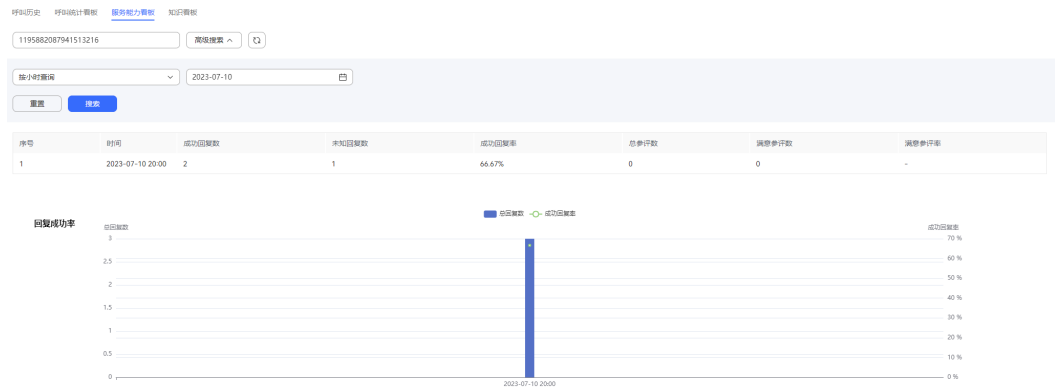 呼叫历史 呼叫统计看板 服务能力看板 知识看板
1195882087941513216 高级搜索
按小时查询 2023-07-10
重置 搜索
序号 时间 成功回复数 未知回复数 成功回复率 总参评数 满意参评数 满意参评率
1 2023-07-10 20:00 2 1 66.67% 0 0 -
总回复数 成功回复率
回复成功率
总回复数 成功回复率
3 70 %
2.5 60 %
50 %
2
40 %
1.5
30 %
1
20 %
0.5
10 %
0 0 %
2023-07-10 20:00